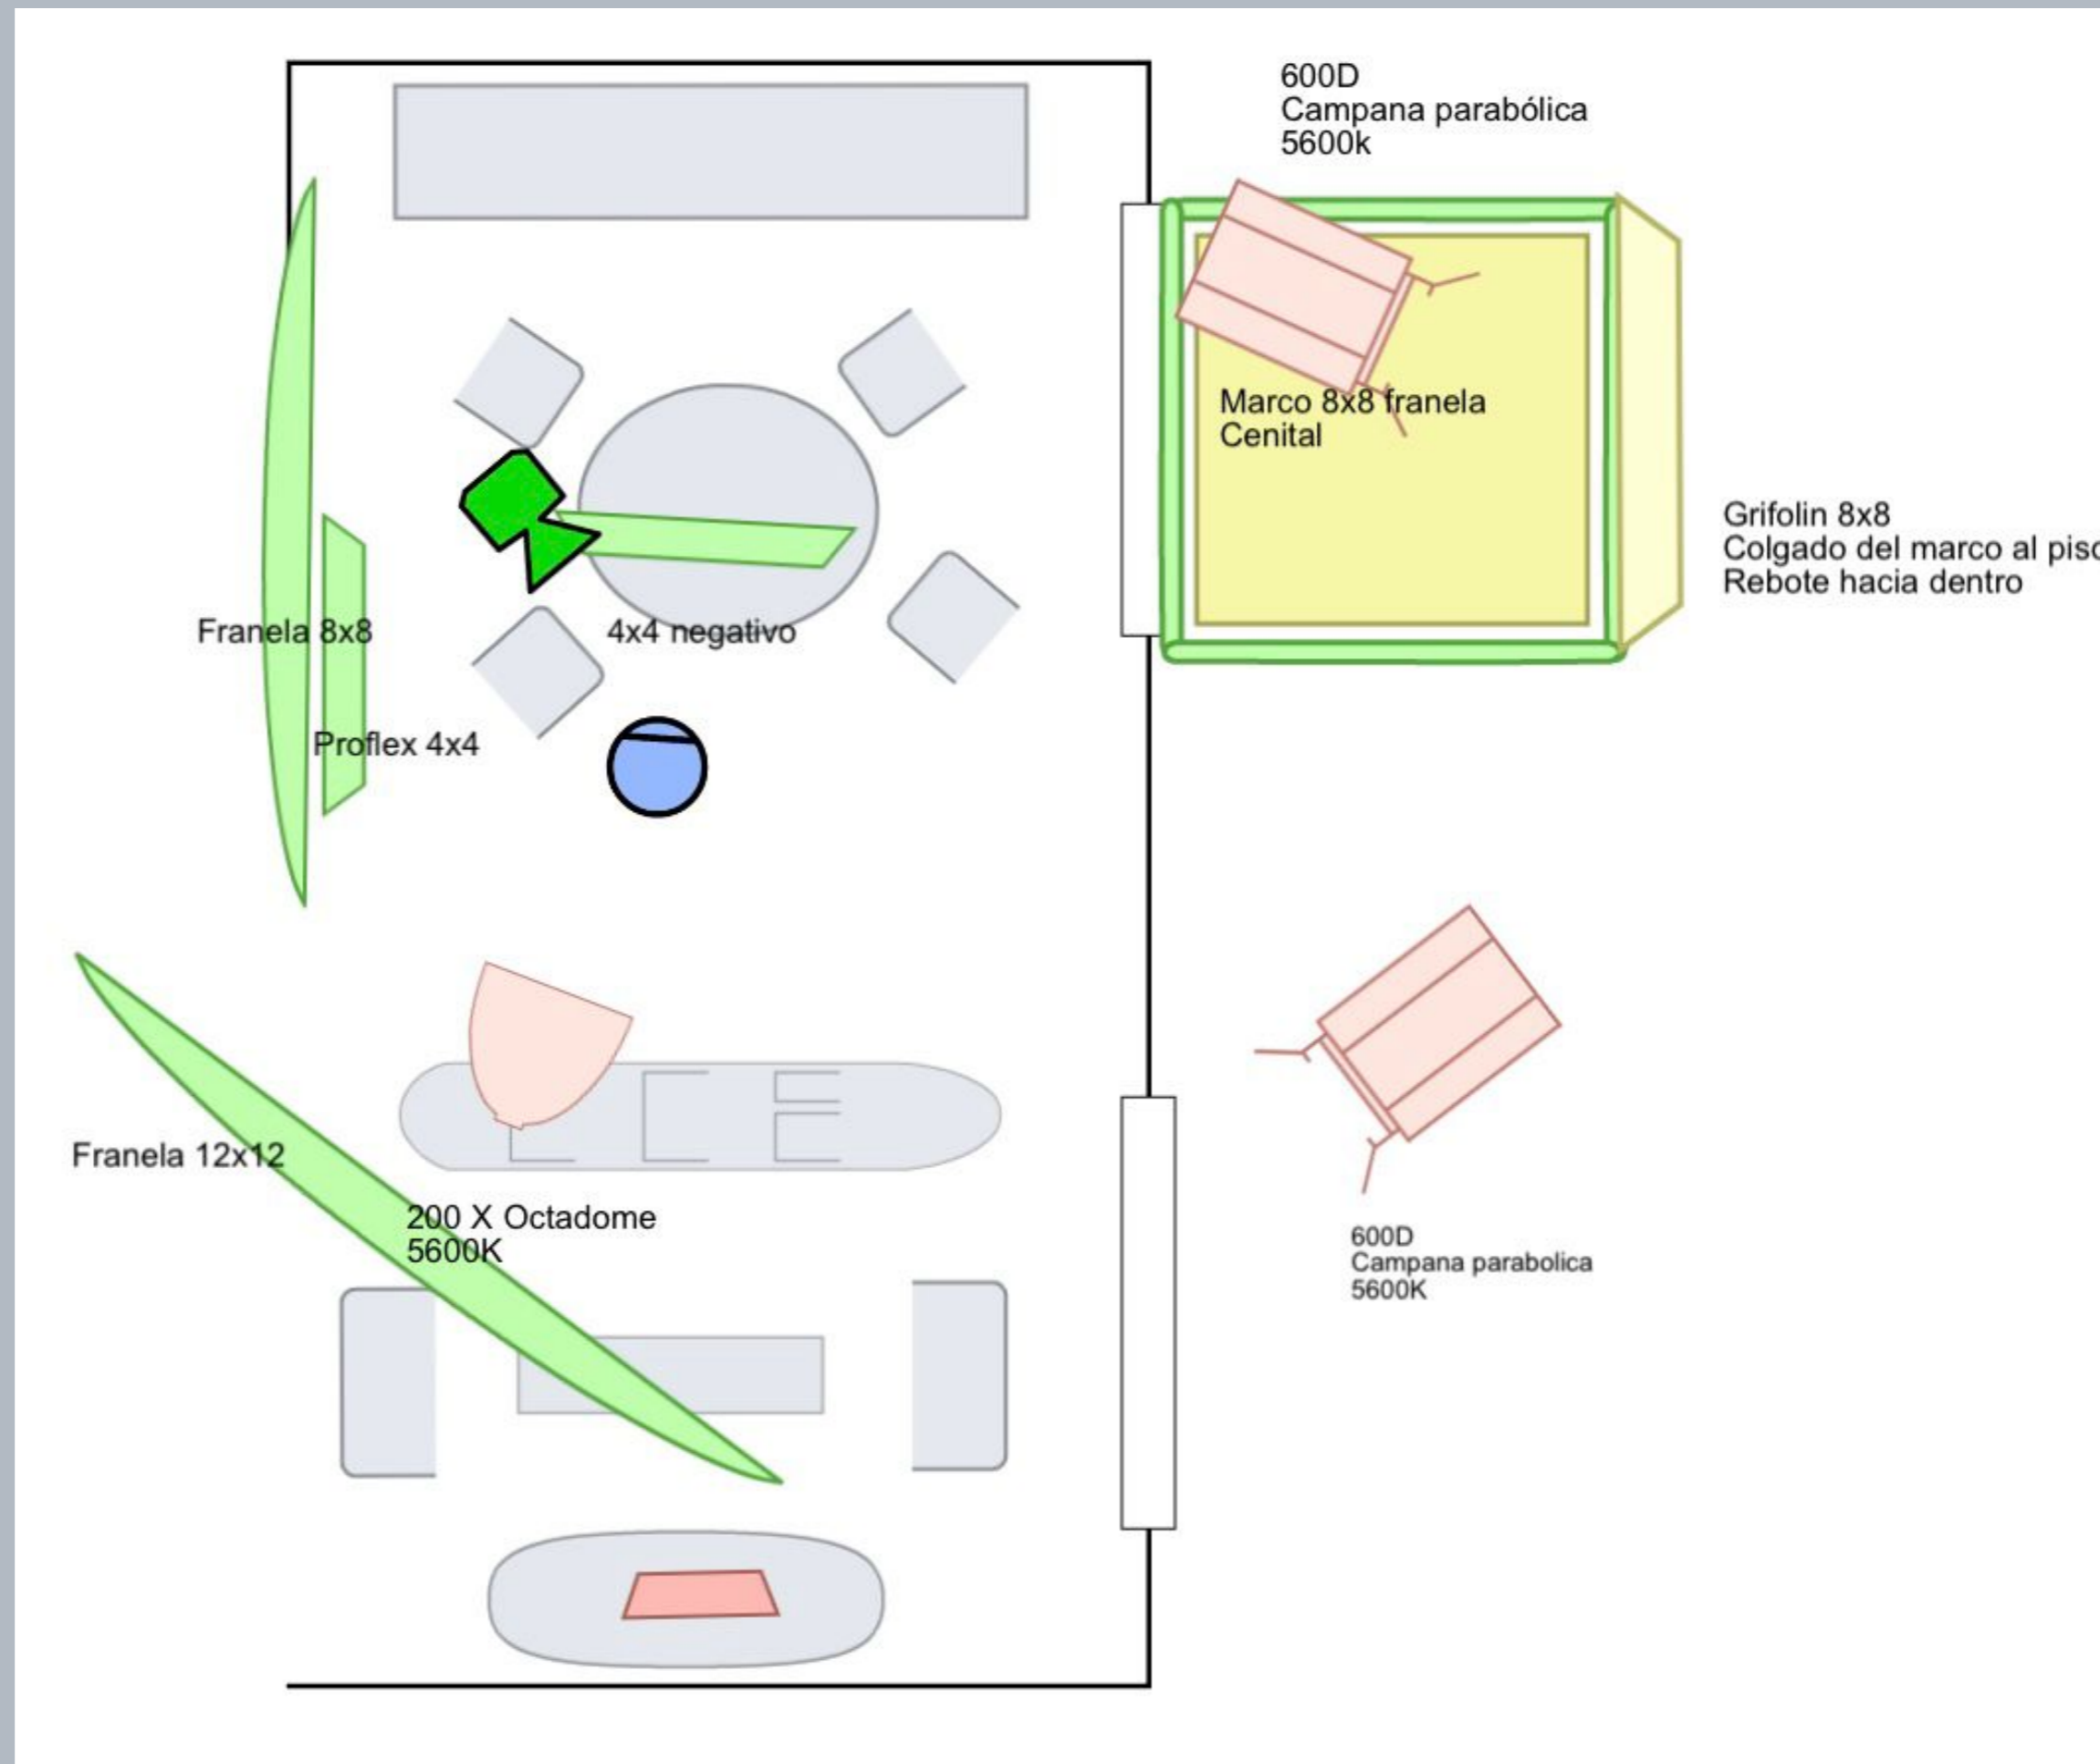 600D
Campana parabólica
5600k
Marco 8x8 franela
Cenital
Grifolin 8x8
Colgado del marco al pisc
Rebote hacia dentro
Franela 8x8
4x4 negativo
Proflex 4x4
Franela 12x12
200 X Octadome
5600K
600D
Campana parabolica
5600K